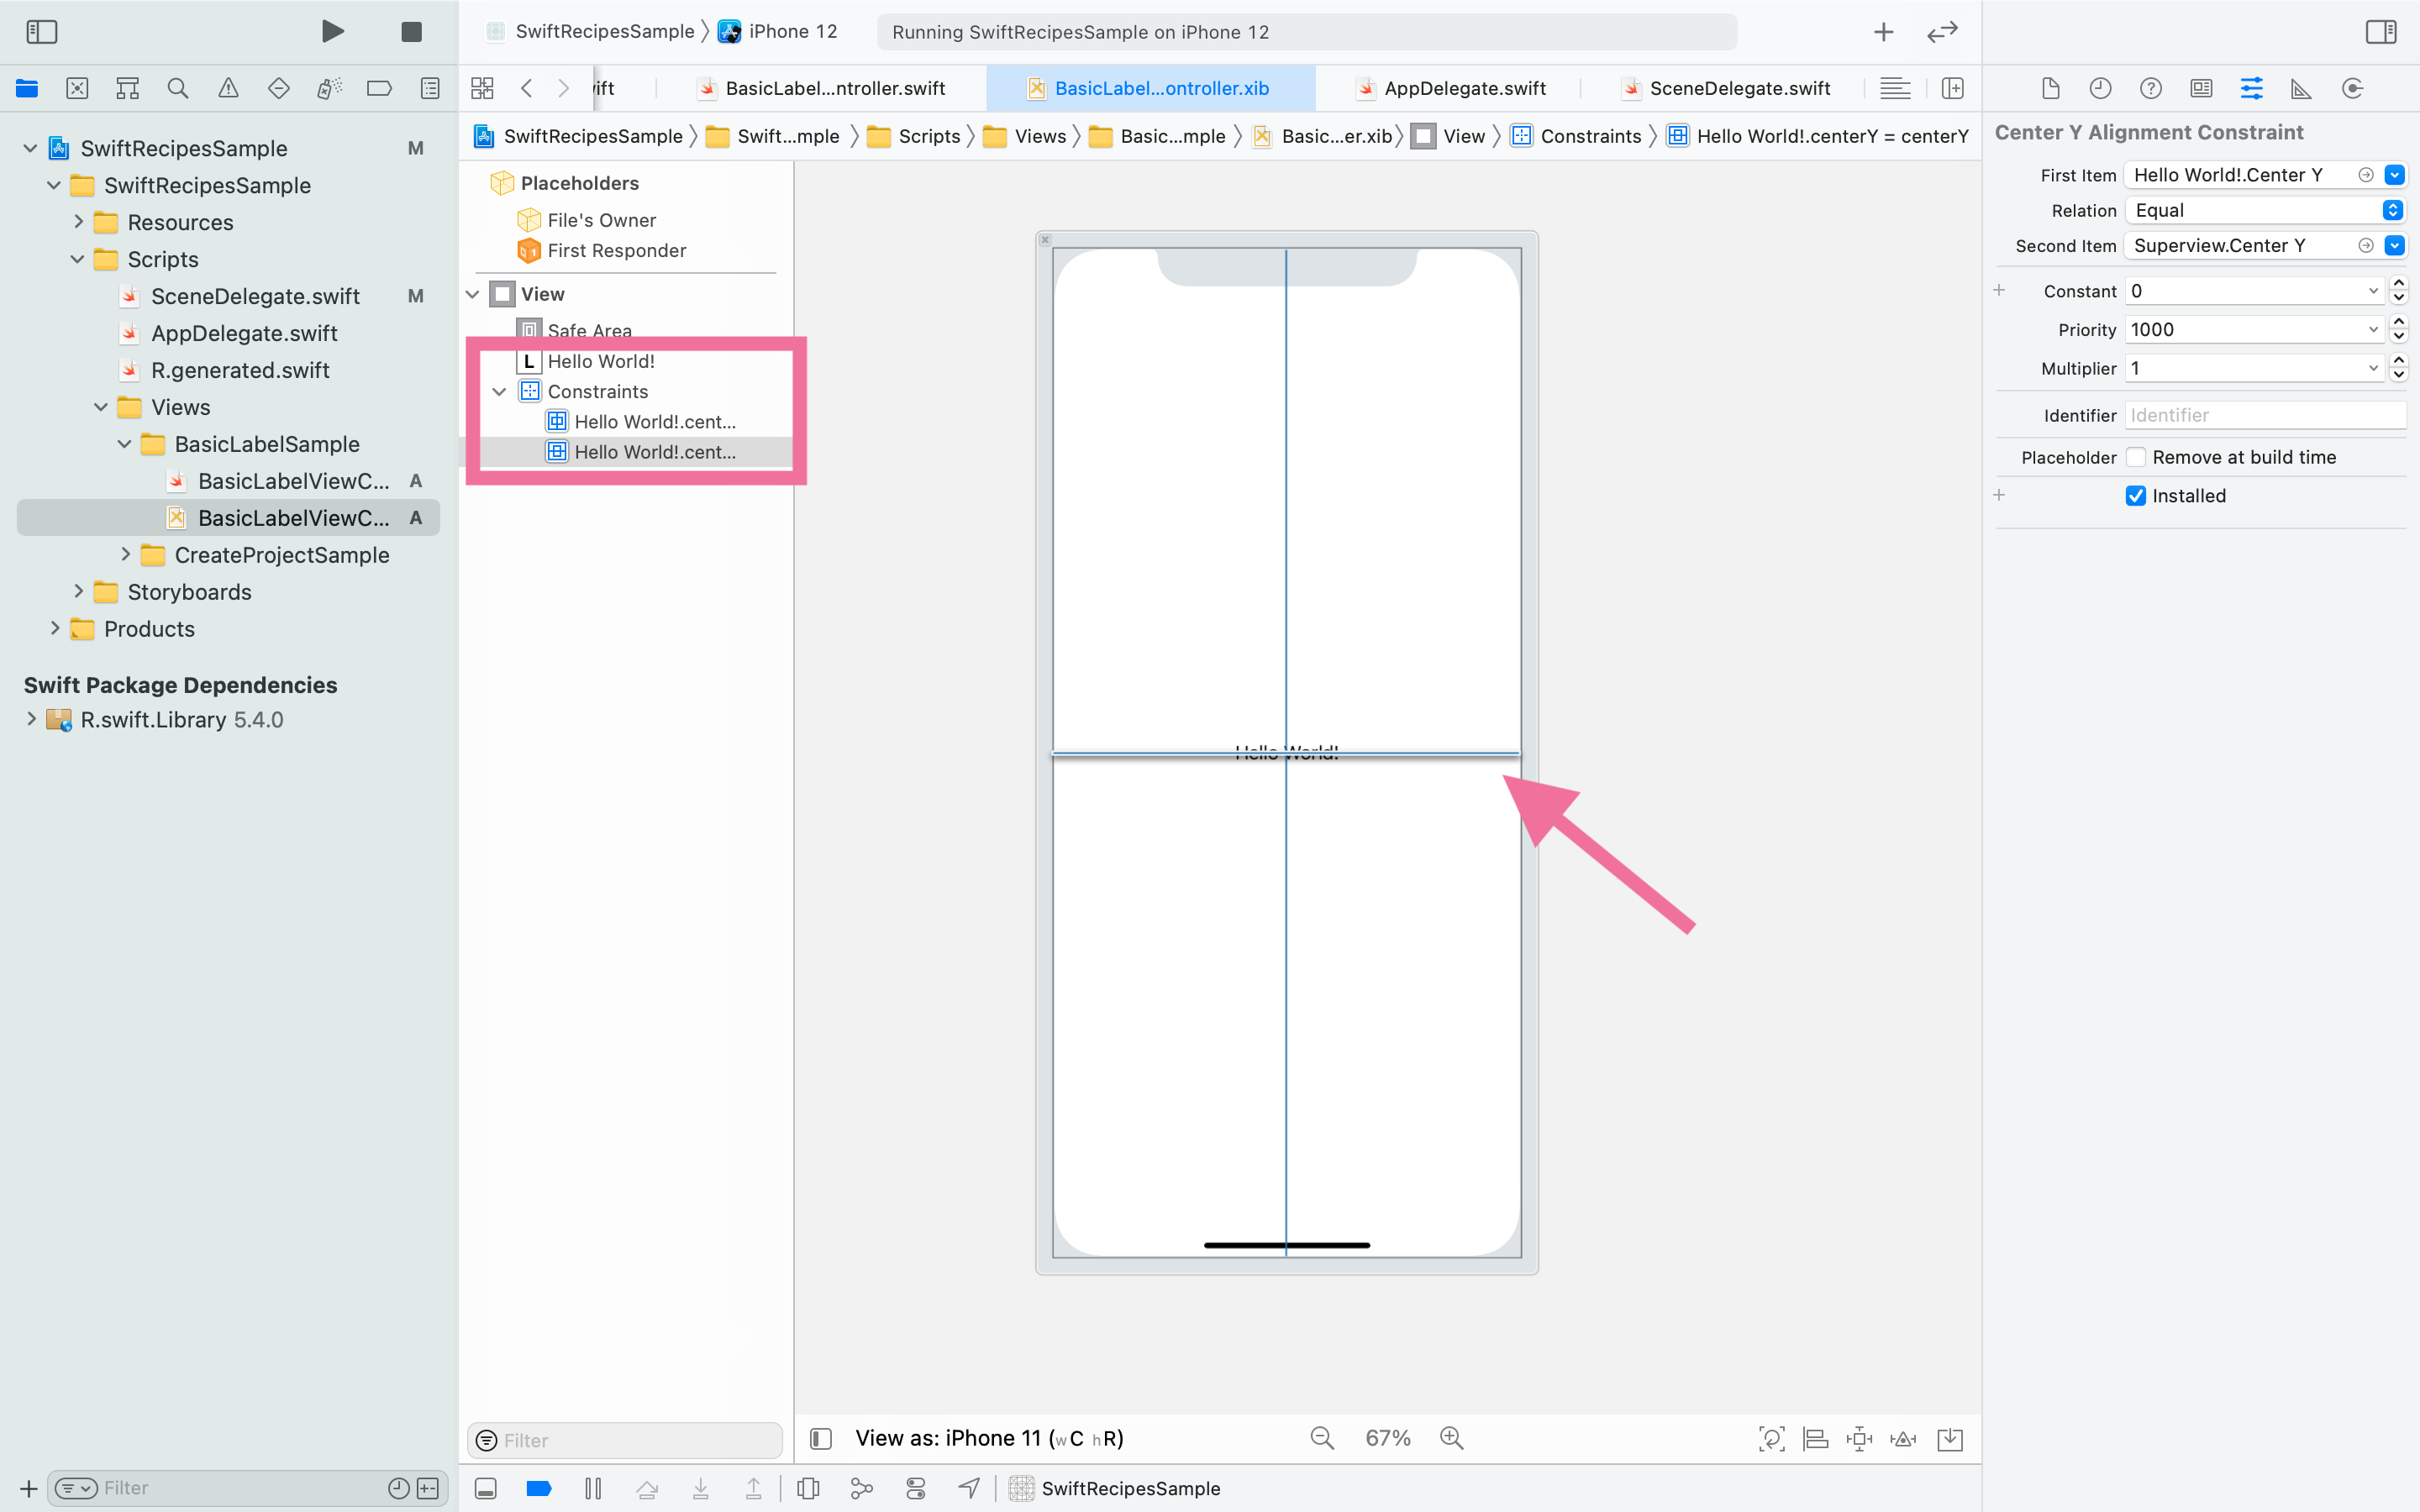 SwiftRecipesSample 〉 iPhone 12
Running SwiftRecipesSample on iPhone 12
ift
BasicLabel...ntroller.swift
BasicLabel...ontroller.xib
AppDelegate.swift
SceneDelegate.swift
SwiftRecipesSample 〉 Swift...mple 〉 Scripts 〉 Views 〉 Basic...mple 〉 Basic...er.xib 〉 View 〉 Constraints 〉 Hello World!.centerY = centerY
SwiftRecipesSample M
SwiftRecipesSample
Resources
Scripts
SceneDelegate.swift M
AppDelegate.swift
R.generated.swift
Views
BasicLabelSample
BasicLabelViewC... A
BasicLabelViewC... A
CreateProjectSample
Storyboards
Products
Swift Package Dependencies
R.swift.Library 5.4.0
Filter
Placeholders
File's Owner
First Responder
View
Safe Area
L Hello World!
Constraints
Hello World!.cent...
Hello World!.cent...
Filter
Hello World!
View as: iPhone 11 (wC hR)
67%
SwiftRecipesSample
Center Y Alignment Constraint
First Item Hello World!.Center Y
Relation Equal
Second Item Superview.Center Y
Constant 0
Priority 1000
Multiplier 1
Identifier Identifier
Placeholder Remove at build time
Installed